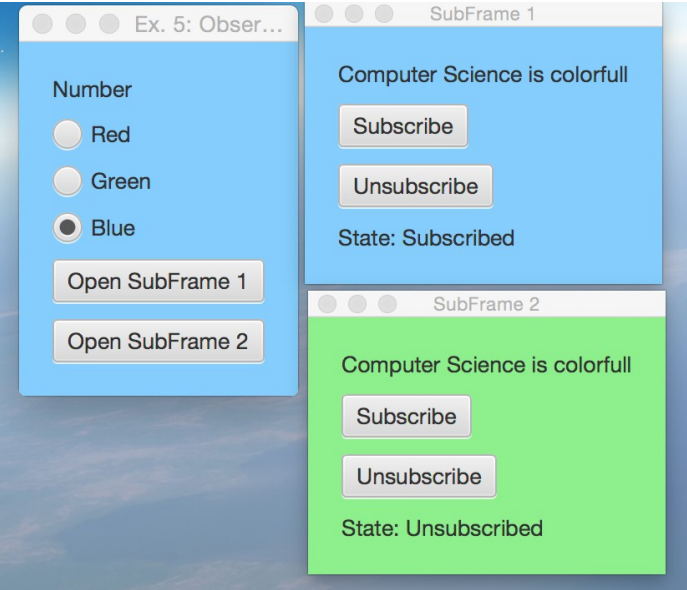 Ex. 5: Obser...
Number
Red
Green
Blue
Open SubFrame 1
Open SubFrame 2
SubFrame 1
Computer Science is colorfull
Subscribe
Unsubscribe
State: Subscribed
SubFrame 2
Computer Science is colorfull
Subscribe
Unsubscribe
State: Unsubscribed